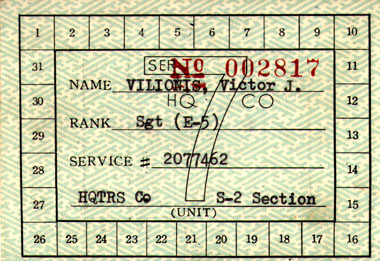 1 2 3 4 5 6 7 8 9 10
31 SER Nº 002817 11
NAME VILIONIS, Victor J.
30 HQ CO 12
RANK Sgt (E-5)
29 13
SERVICE # 2077462
28 14
27 HQTRS Co S-2 Section 15
(UNIT)
26 25 24 23 22 21 20 19 18 17 16